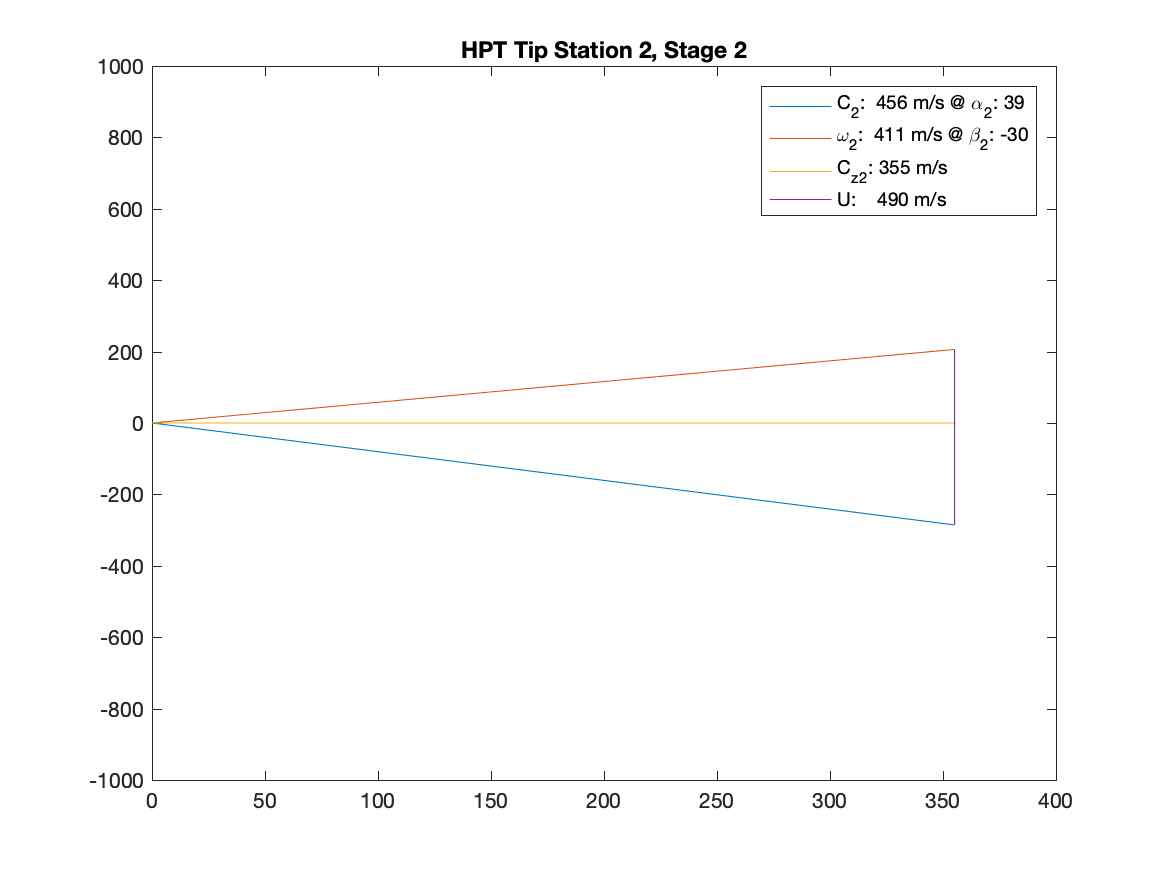 HPT Tip Station 2, Stage 2
C2: 456 m/s @ α2: 39
ω2: 411 m/s @ β2: -30
Cz2: 355 m/s
U: 490 m/s
1000
800
600
400
200
0
-200
-400
-600
-800
-1000
0 50 100 150 200 250 300 350 400